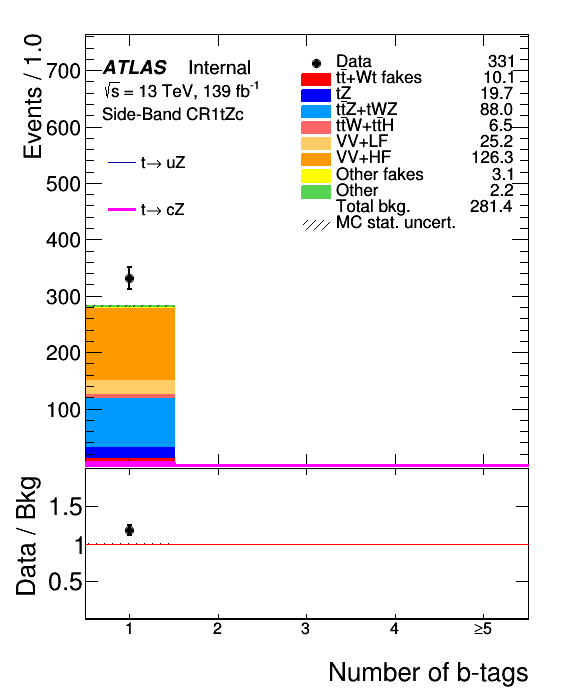 Events / 1.0
700
600
500
400
300
200
100
ATLAS Internal
√s = 13 TeV, 139 fb⁻¹
Side-Band CR1tZc
t→ uZ
t→ cZ
Data 331
tt̄+Wt fakes 10.1
tZ 19.7
tt̄Z+tWZ 88.0
tt̄W+tt̄H 6.5
VV+LF 25.2
VV+HF 126.3
Other fakes 3.1
Other 2.2
Total bkg. 281.4
MC stat. uncert.
Data / Bkg
1.5
1
0.5
1 2 3 4 ≥5
Number of b-tags